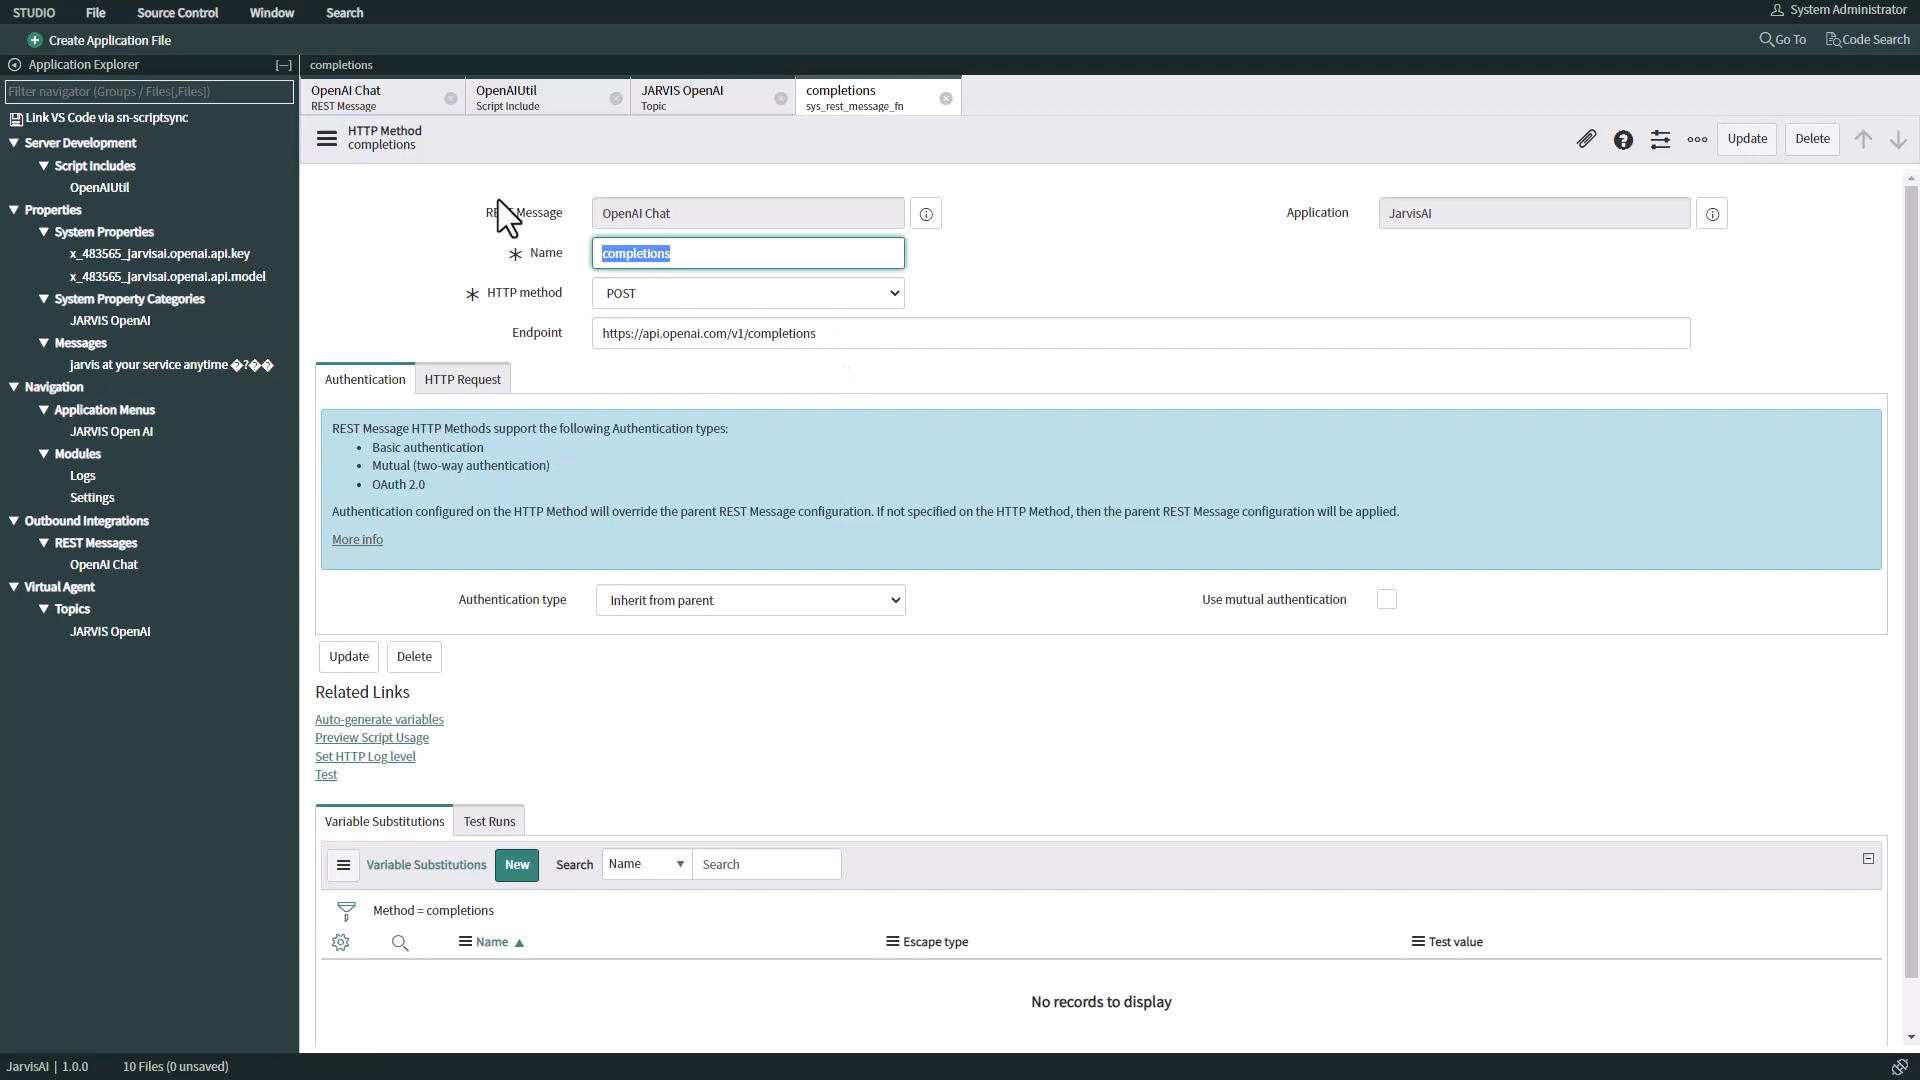 STUDIO File Source Control Window Search System Administrator
Create Application File Go To Code Search
Application Explorer [—] completions
Filter navigator (Groups / Files(,Files))
Link VS Code via sn-scriptsync
Server Development
Script Includes
OpenAIUtil
Properties
System Properties
x_483565_jarvisai.openai.api.key
x_483565_jarvisai.openai.api.model
System Property Categories
JARVIS OpenAI
Messages
jarvis at your service anytime �?��
Navigation
Application Menus
JARVIS Open AI
Modules
Logs
Settings
Outbound Integrations
REST Messages
OpenAI Chat
Virtual Agent
Topics
JARVIS OpenAI
OpenAI Chat
REST Message
OpenAIUtil
Script Include
JARVIS OpenAI
Topic
completions
sys_rest_message_fn
HTTP Method
completions
Update Delete
Message OpenAI Chat Application JarvisAI
Name completions
HTTP method POST
Endpoint https://api.openai.com/v1/completions
Authentication HTTP Request
REST Message HTTP Methods support the following Authentication types:
• Basic authentication
• Mutual (two-way authentication)
• OAuth 2.0
Authentication configured on the HTTP Method will override the parent REST Message configuration. If not specified on the HTTP Method, then the parent REST Message configuration will be applied.
More info
Authentication type Inherit from parent Use mutual authentication
Update Delete
Related Links
Auto-generate variables
Preview Script Usage
Set HTTP Log level
Test
Variable Substitutions Test Runs
Variable Substitutions New Search Name Search
Method = completions
Name Escape type Test value
No records to display
JarvisAI | 1.0.0 10 Files (0 unsaved)